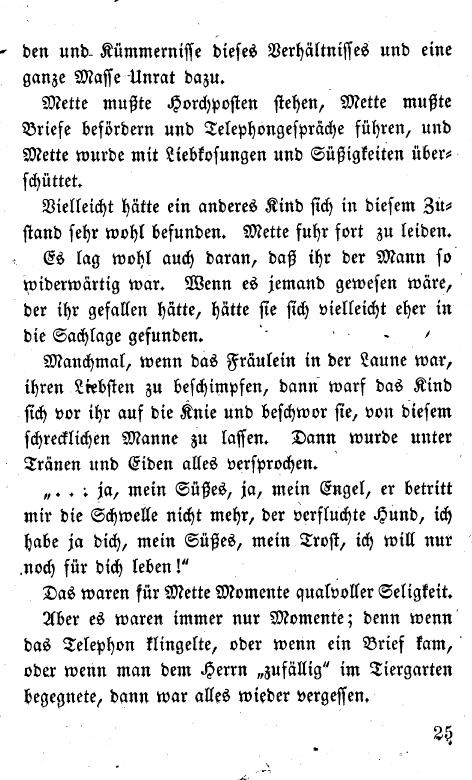 den und Kümmernisse dieses Verhältnisses und eine
ganze Masse Unrat dazu.
Mette mußte Horchposten stehen, Mette mußte
Briefe befördern und Telephongespräche führen, und
Mette wurde mit Liebkosungen und Süßigkeiten über-
schüttet.
Vielleicht hätte ein anderes Kind sich in diesem Zu-
stand sehr wohl befunden. Mette fuhr fort zu leiden.
Es lag wohl auch daran, daß ihr der Mann so
widerwärtig war. Wenn es jemand gewesen wäre,
der ihr gefallen hätte, hätte sie sich vielleicht eher in
die Sachlage gefunden.
Manchmal, wenn das Fräulein in der Laune war,
ihren Liebsten zu beschimpfen, dann warf das Kind
sich vor ihr auf die Knie und beschwor sie, von diesem
schrecklichen Manne zu lassen. Dann wurde unter
Tränen und Eiden alles versprochen.
„... ja, mein Süßes, ja, mein Engel, er betritt
mir die Schwelle nicht mehr, der verfluchte Hund, ich
habe ja dich, mein Süßes, mein Trost, ich will nur
noch für dich leben!“
Das waren für Mette Momente qualvoller Seligkeit.
Aber es waren immer nur Momente; denn wenn
das Telephon klingelte, oder wenn ein Brief kam,
oder wenn man dem Herrn „zufällig“ im Tiergarten
begegnete, dann war alles wieder vergessen.
25